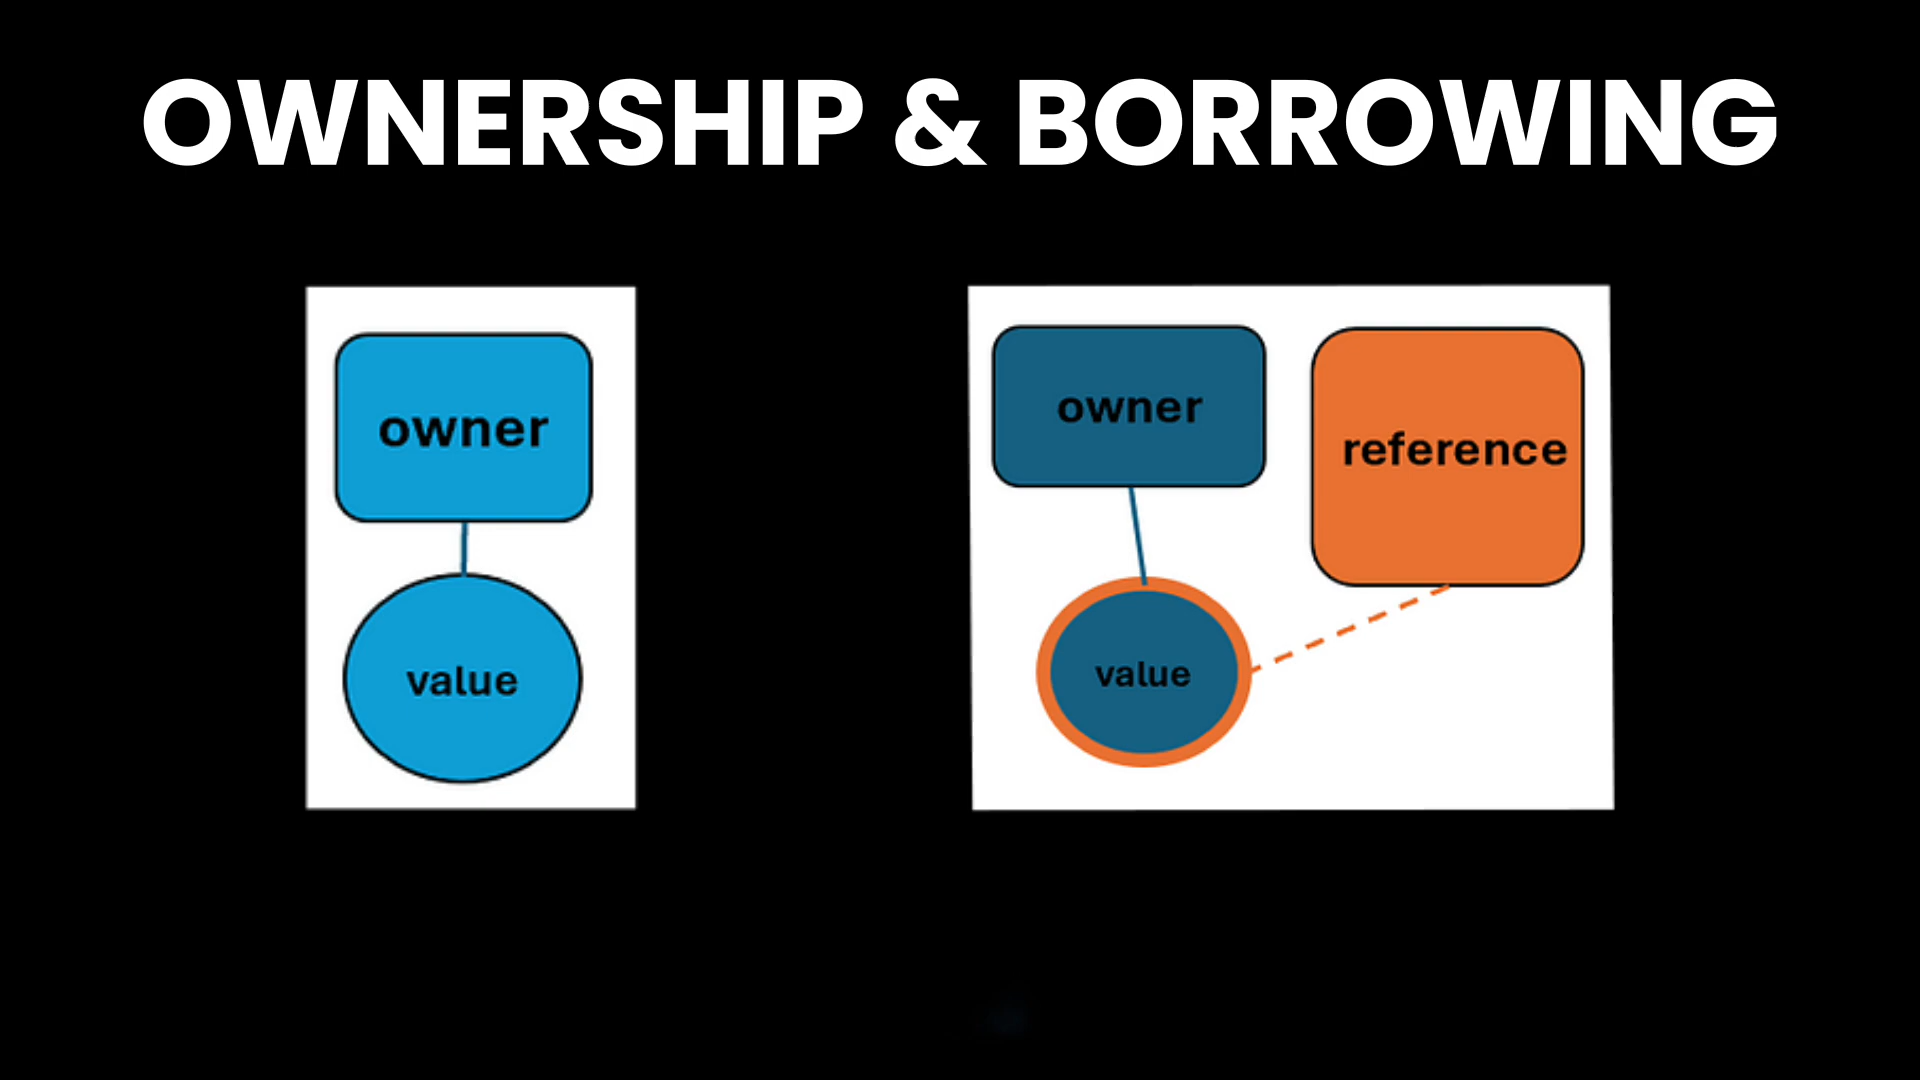 OWNERSHIP & BORROWING
owner
value
owner
reference
value